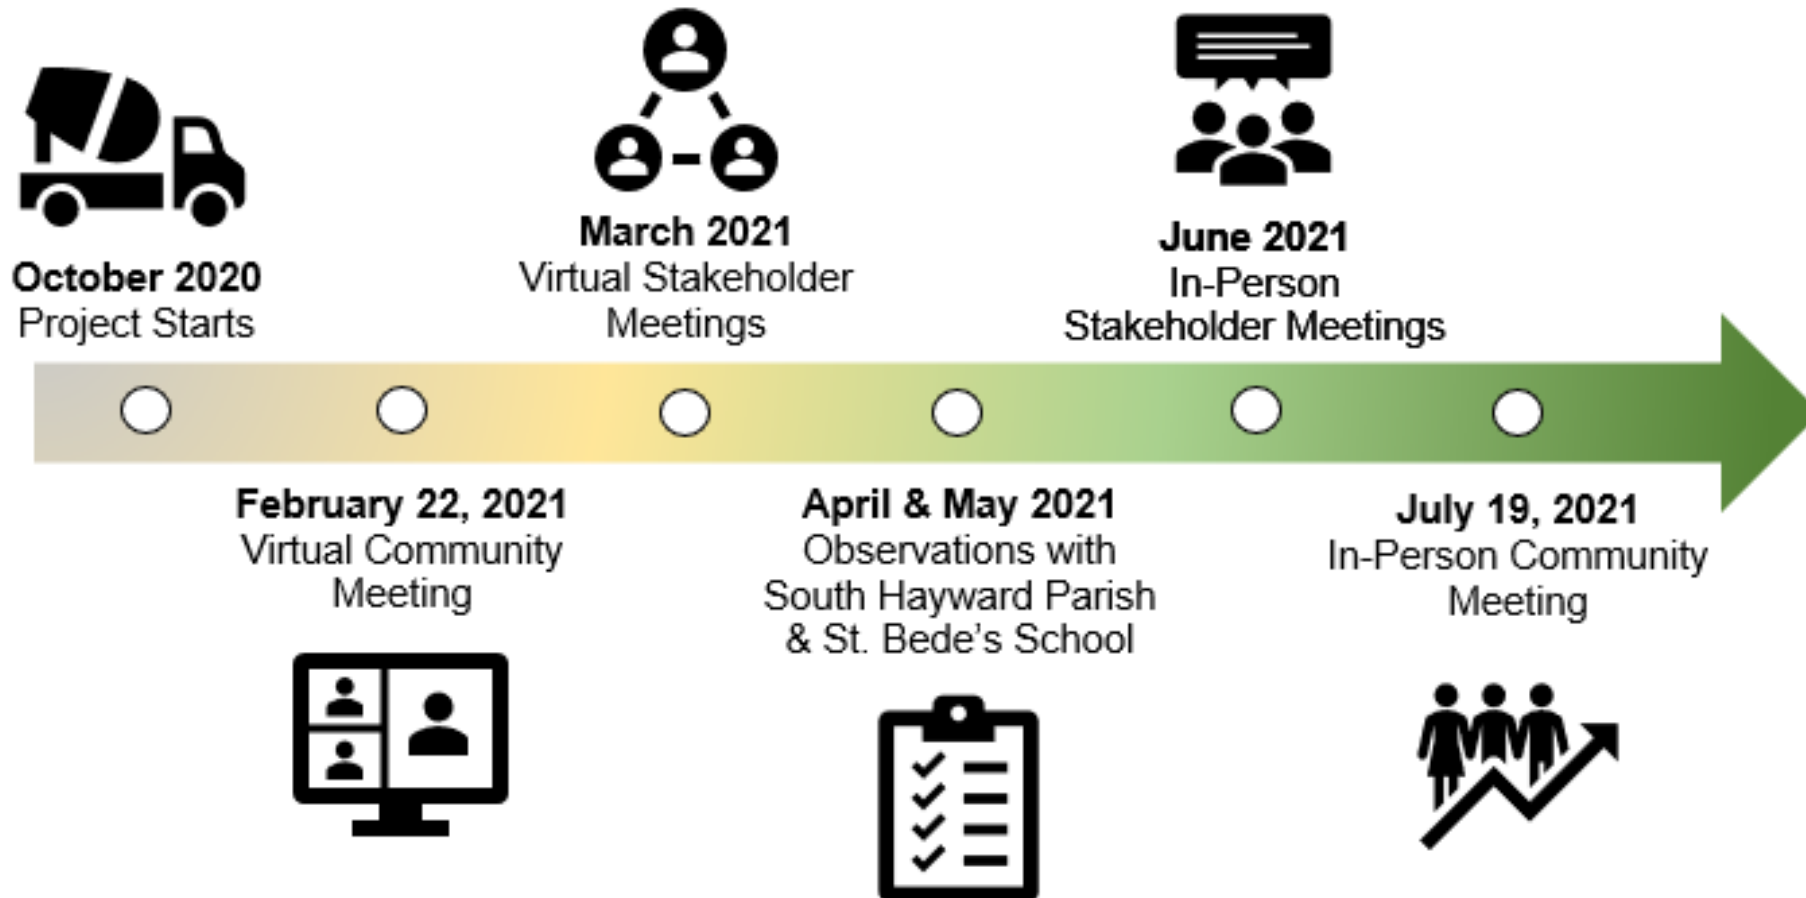 October 2020
Project Starts
February 22, 2021
Virtual Community
Meeting
March 2021
Virtual Stakeholder
Meetings
April & May 2021
Observations with
South Hayward Parish
& St. Bede’s School
June 2021
In-Person
Stakeholder Meetings
July 19, 2021
In-Person Community
Meeting